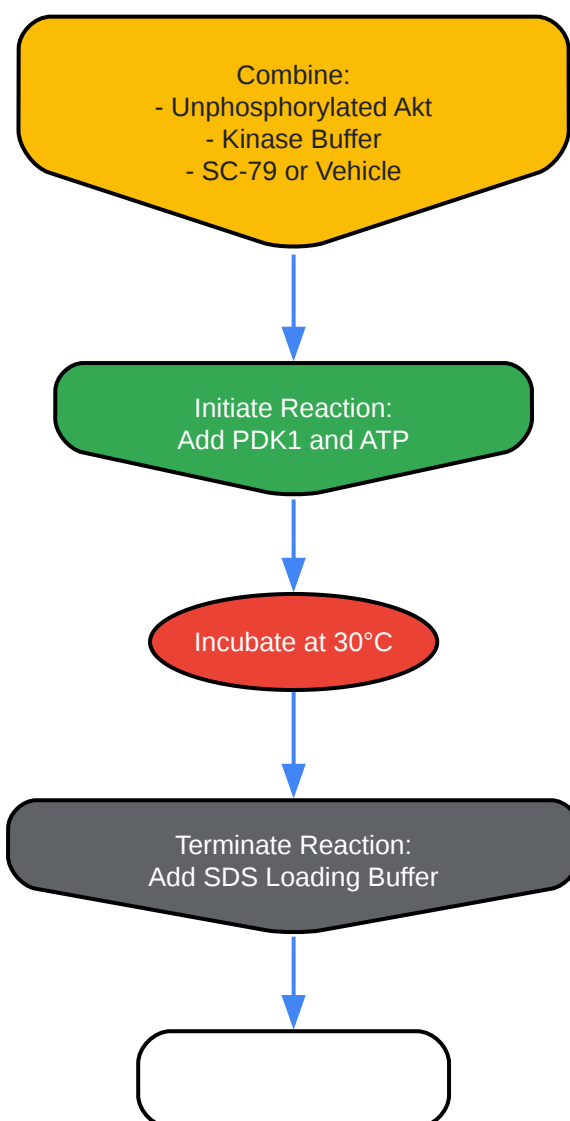 Combine:
- Unphosphorylated Akt
- Kinase Buffer
- SC-79 or Vehicle
Initiate Reaction:
Add PDK1 and ATP
Incubate at 30°C
Terminate Reaction:
Add SDS Loading Buffer